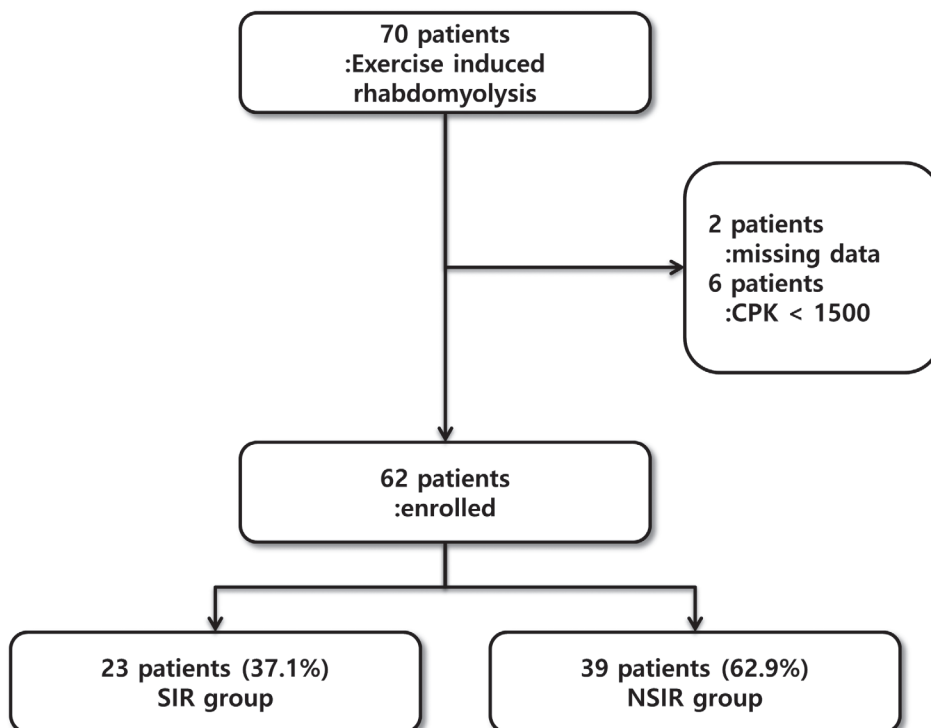 70 patients
:Exercise induced
rhabdomyolysis
2 patients
:missing data
6 patients
:CPK < 1500
62 patients
:enrolled
23 patients (37.1%)
SIR group
39 patients (62.9%)
NSIR group